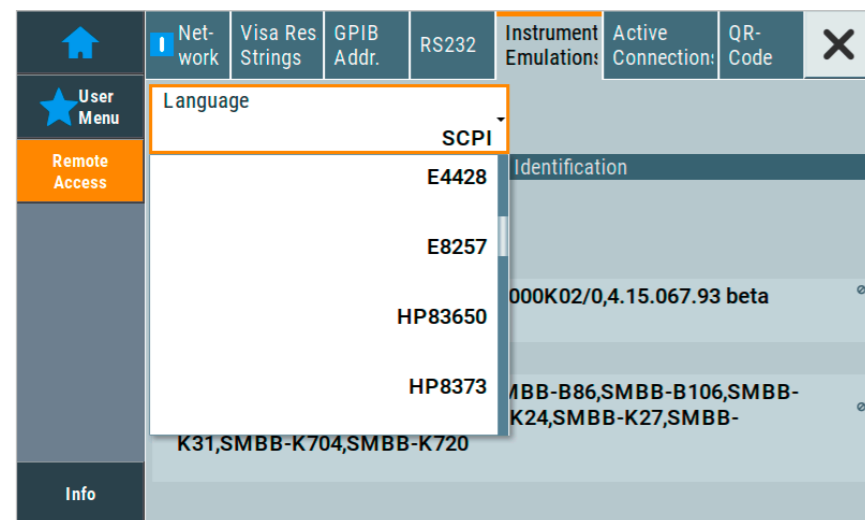 Net-
work
Visa Res
Strings
GPIB
Addr.
RS232
Instrument
Emulations
Active
Connection
QR-
Code
User
Menu
Remote
Access
Info
Language
SCPI
E4428
E8257
HP83650
HP8373
Identification
000K02/0,4.15.067.93 beta
MBB-B86,SMBB-B106,SMBB-
K24,SMBB-K27,SMBB-
K31,SMBB-K704,SMBB-K720